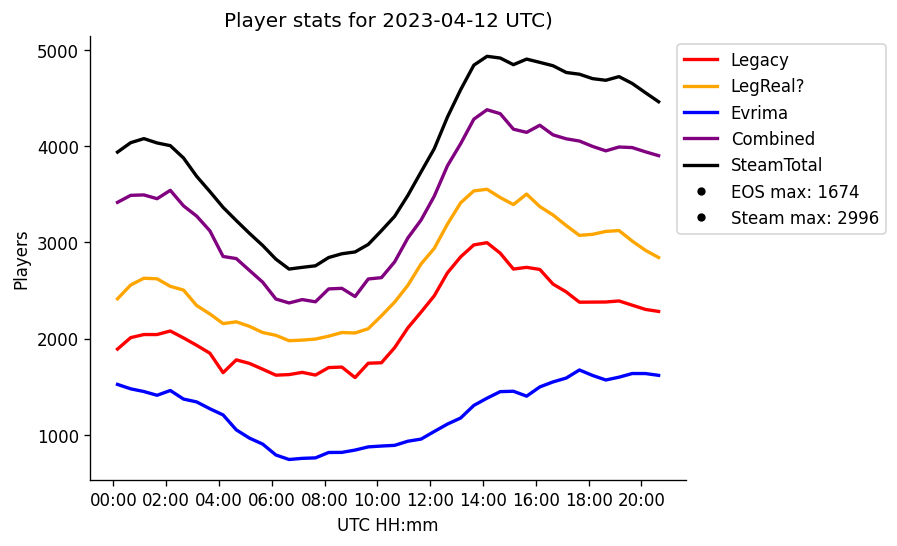 Player stats for 2023-04-12 UTC)
Players
5000
4000
3000
2000
1000
00:00 02:00 04:00 06:00 08:00 10:00 12:00 14:00 16:00 18:00 20:00
UTC HH:mm
Legacy
LegReal?
Evrima
Combined
SteamTotal
EOS max: 1674
Steam max: 2996